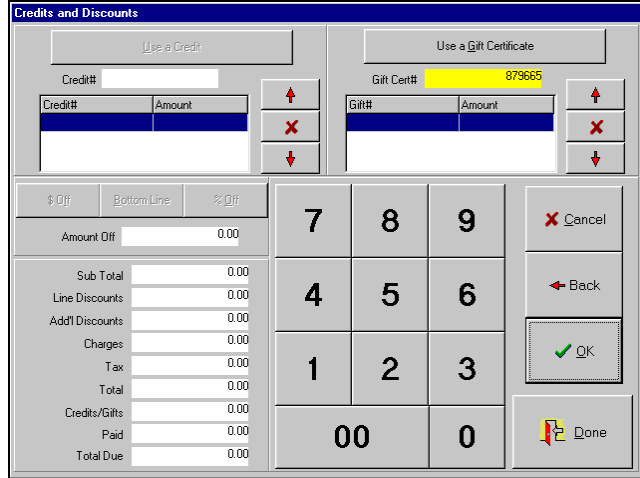 Credits and Discounts
Use a Credit
Use a Gift Certificate
Credit#
Gift Cert# 879665
Credit# Amount
Gift# Amount
$ Off Bottom Line % Off
Amount Off 0.00
Sub Total 0.00
Line Discounts 0.00
Add'l Discounts 0.00
Charges 0.00
Tax 0.00
Total 0.00
Credits/Gifts 0.00
Paid 0.00
Total Due 0.00
7 8 9
4 5 6
1 2 3
00 0
Cancel
Back
OK
Done